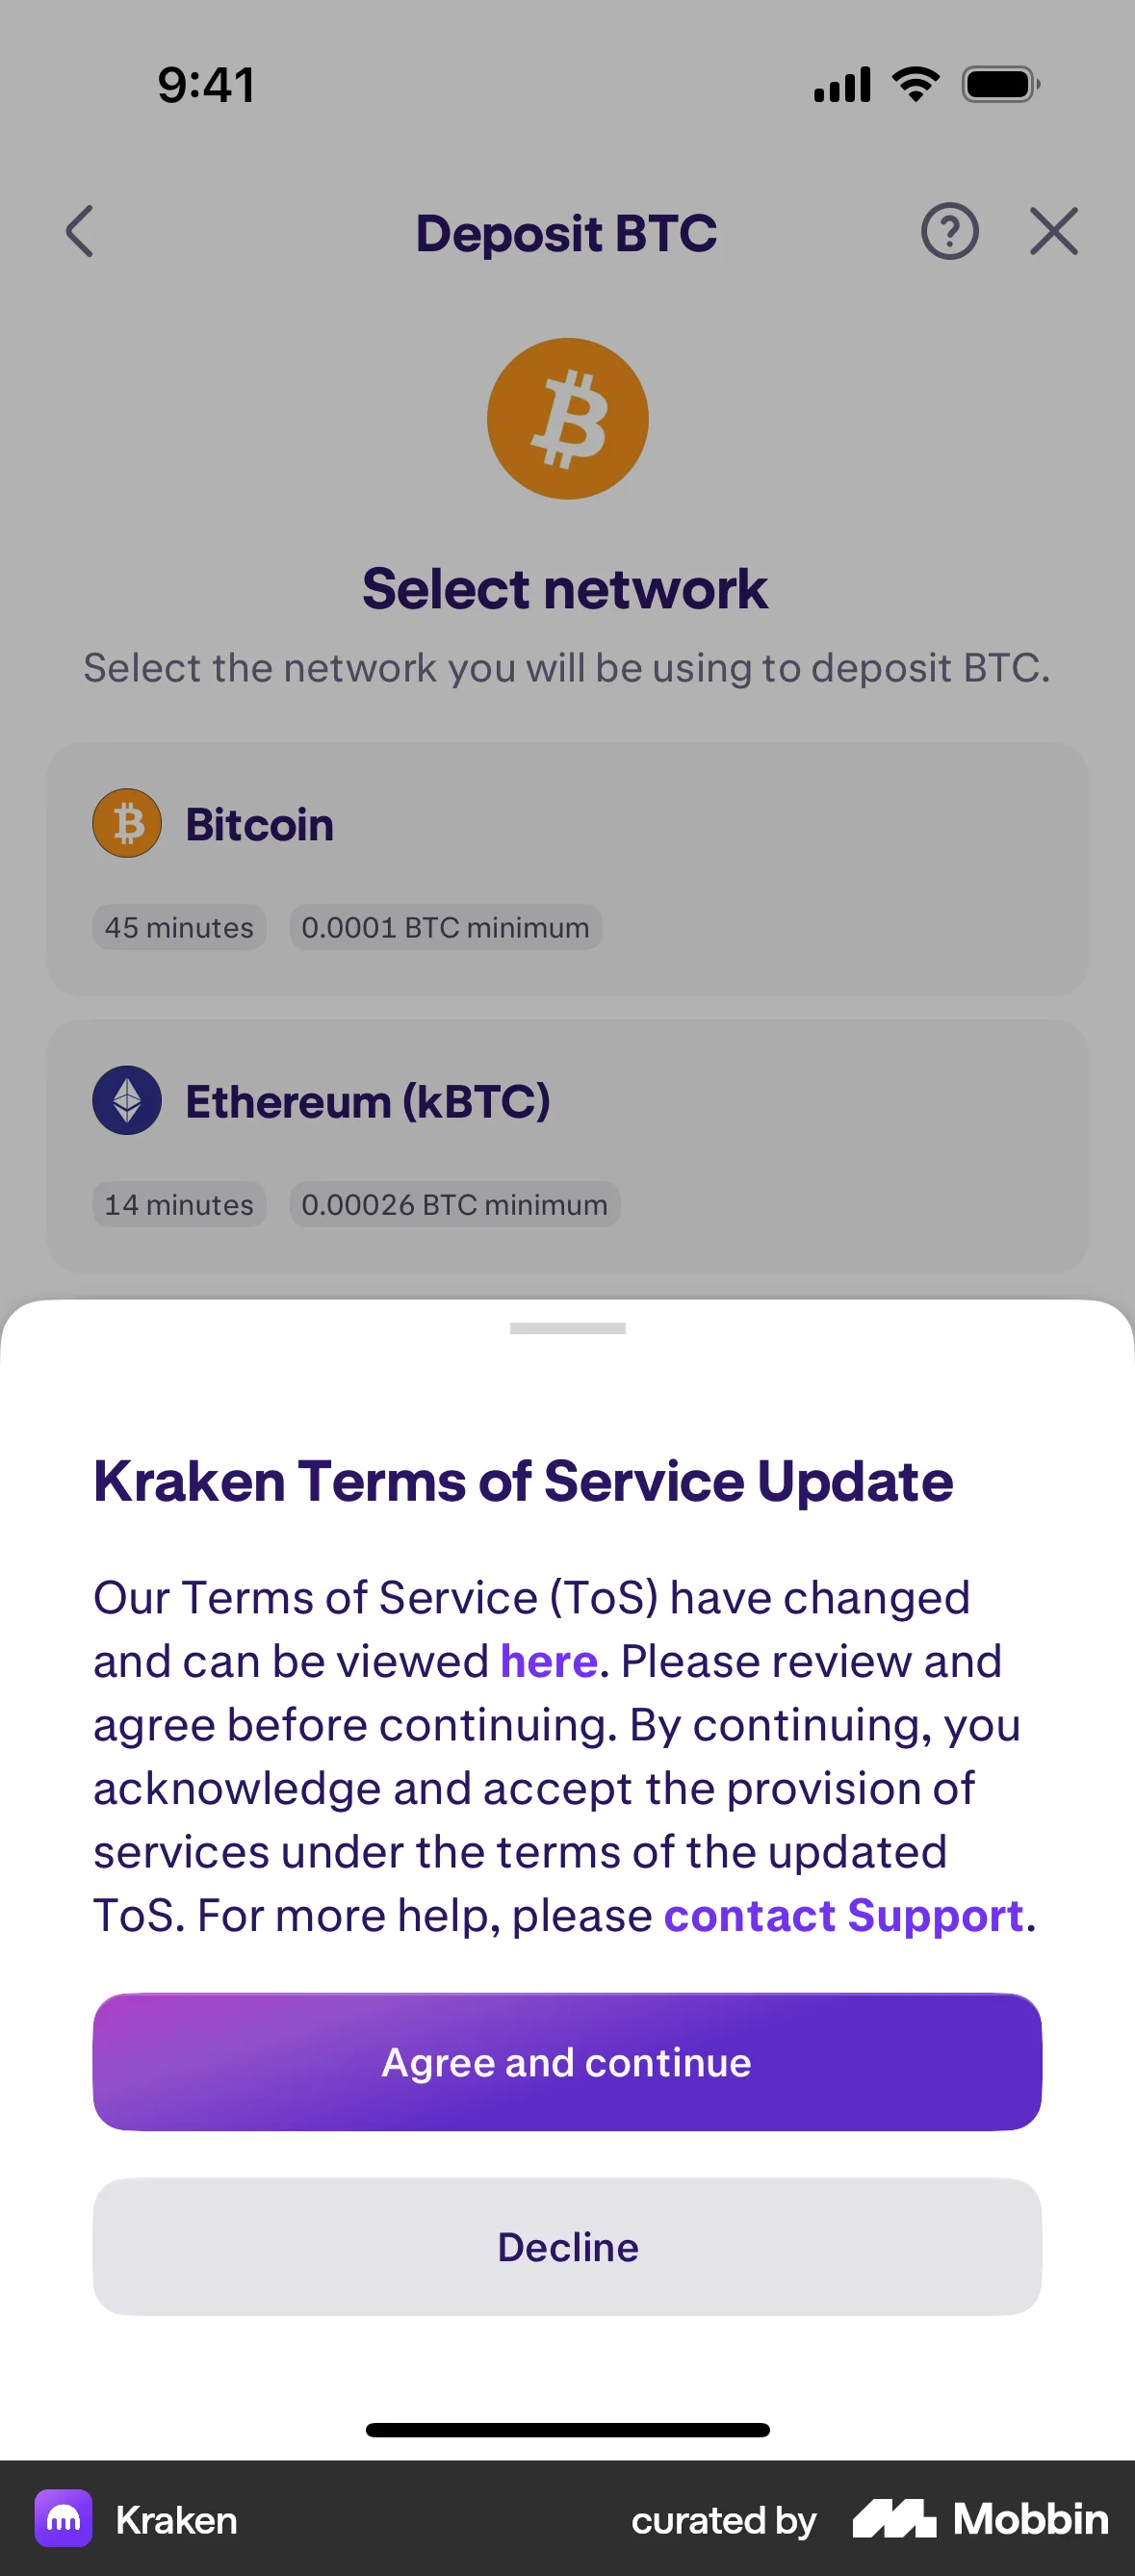 9:41
Deposit BTC
Select network
Select the network you will be using to deposit BTC.
Bitcoin
45 minutes 0.0001 BTC minimum
Ethereum (kBTC)
14 minutes 0.00026 BTC minimum
Kraken Terms of Service Update
Our Terms of Service (ToS) have changed
and can be viewed here. Please review and
agree before continuing. By continuing, you
acknowledge and accept the provision of
services under the terms of the updated
ToS. For more help, please contact Support.
Agree and continue
Decline
Kraken curated by Mobbin